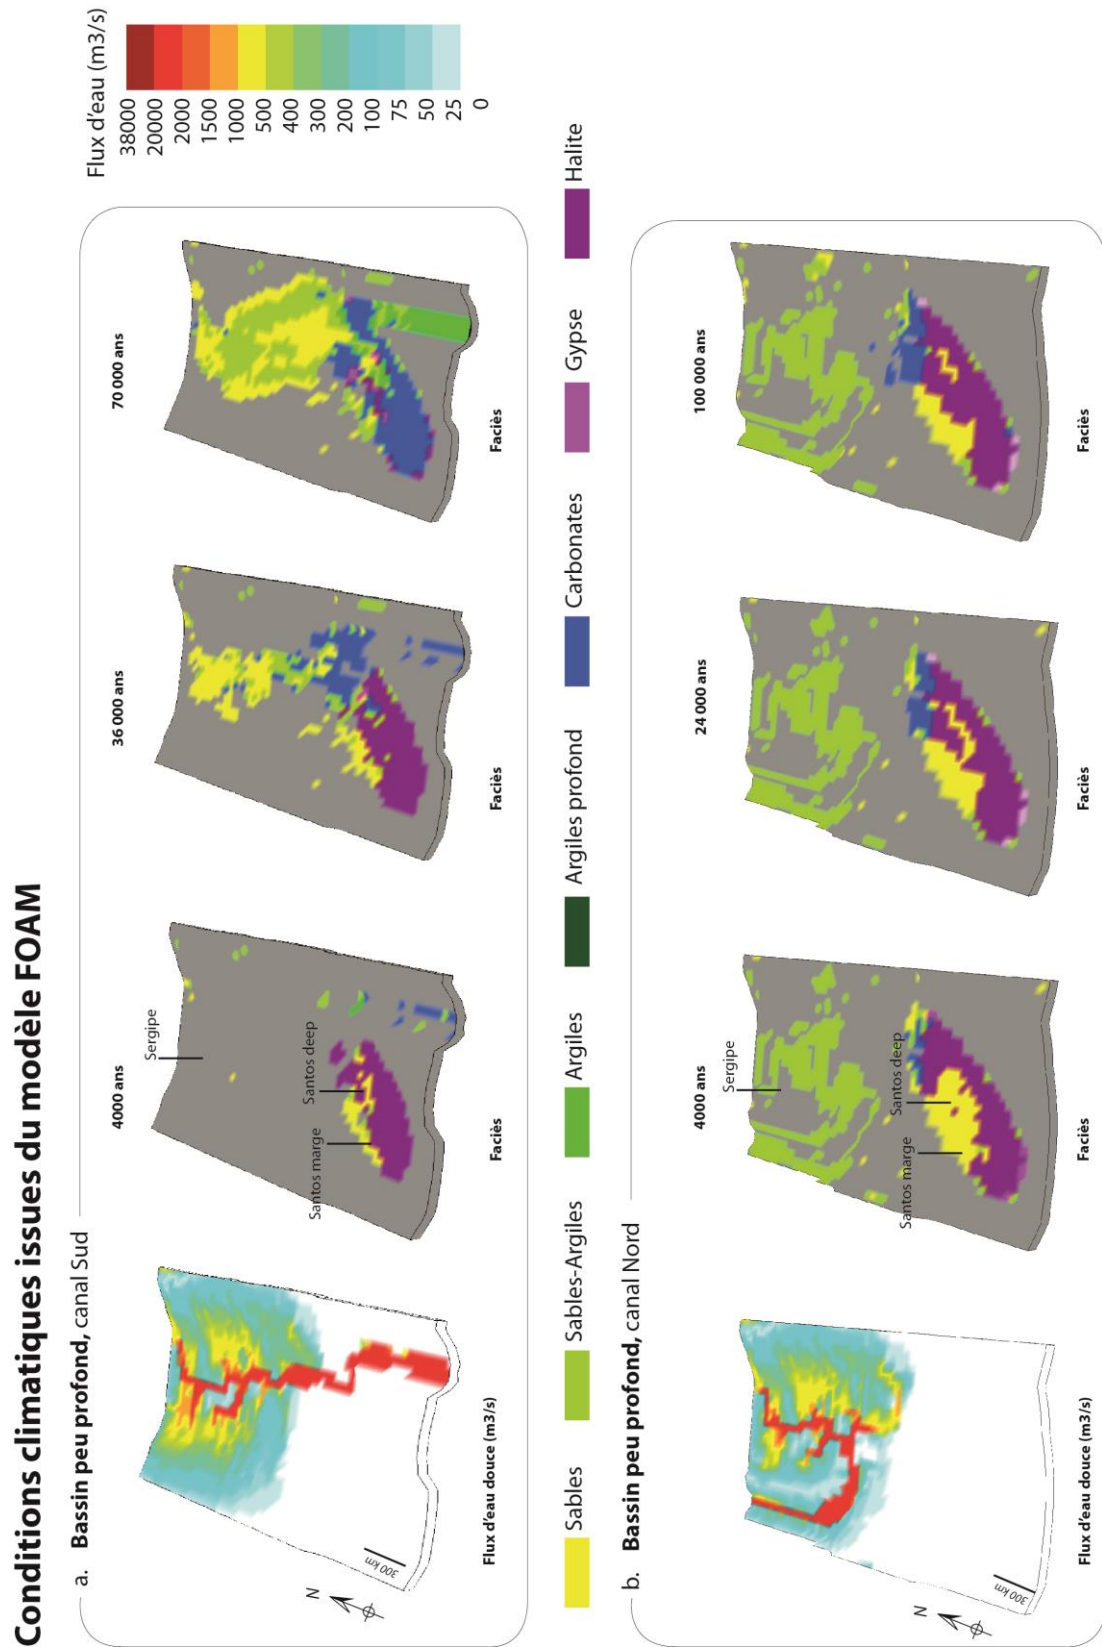 Conditions climatiques issues du modèle FOAM
a. Bassin peu profond, canal Sud
Flux d'eau (m3/s)
38000
20000
2000
1500
1000
500
400
300
200
100
75
50
25
0
4000 ans
36 000 ans
70 000 ans
Sergipe
Santos marge
Santos deep
N
300 km
Flux d'eau douce (m3/s)
Faciès
Faciès
Faciès
Sables
Sables-Argiles
Argiles
Argiles profond
Carbonates
Gypse
Halite
b. Bassin peu profond, canal Nord
4000 ans
24 000 ans
100 000 ans
Sergipe
Santos marge
Santos deep
N
300 km
Flux d'eau douce (m3/s)
Faciès
Faciès
Faciès